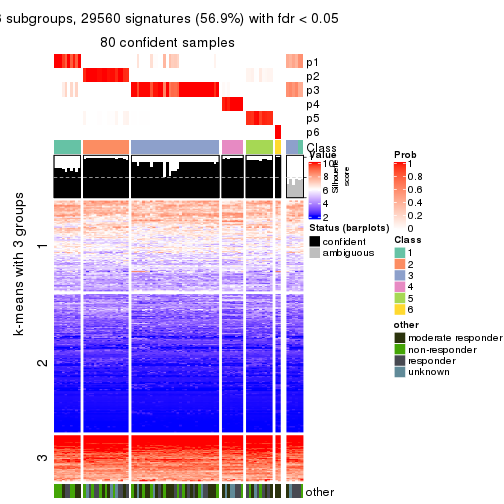 subgroups, 29560 signatures (56.9%) with fdr < 0.05
80 confident samples
p1
p2
p3
p4
p5
p6
Class
Silhouette
score
k-means with 3 groups
1
2
3
other
Value
10
8
6
4
2
Status (barplots)
confident
ambiguous
Prob
1
0.8
0.6
0.4
0.2
0
Class
1
2
3
4
5
6
other
moderate responder
non-responder
responder
unknown